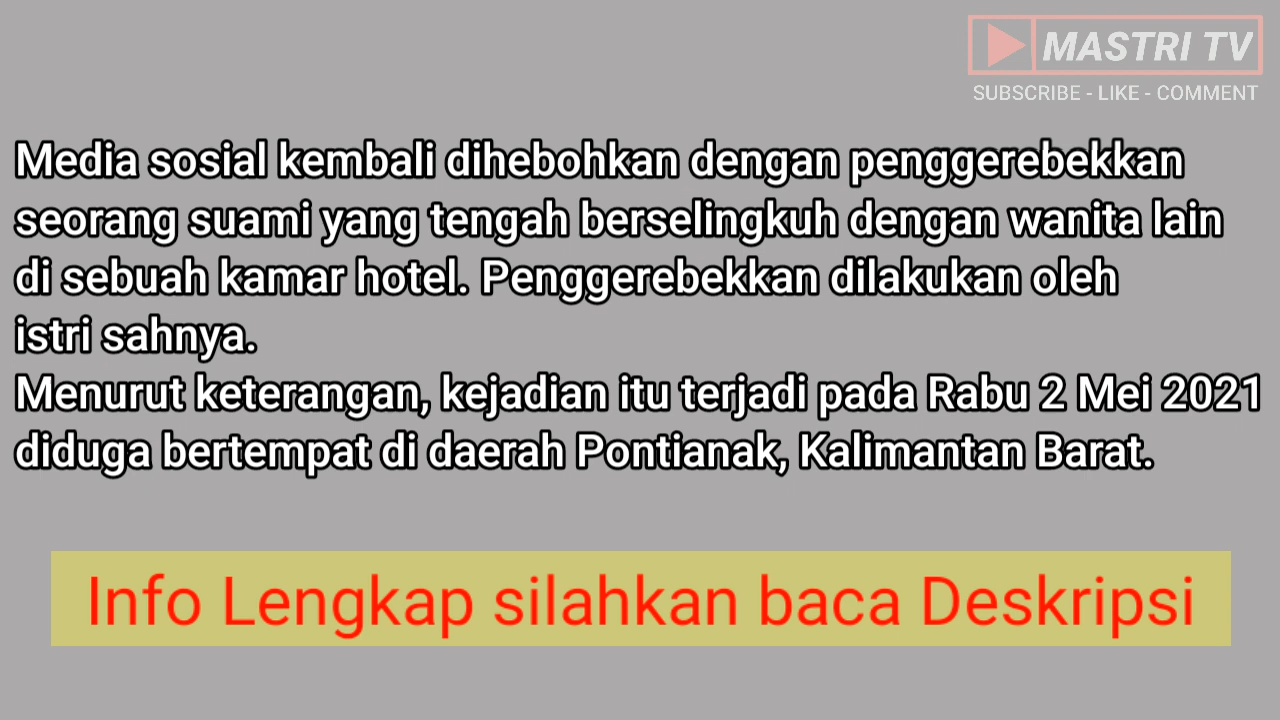 MASTRI TV
SUBSCRIBE - LIKE - COMMENT
Media sosial kembali dihebohkan dengan penggerebekkan
seorang suami yang tengah berselingkuh dengan wanita lain
di sebuah kamar hotel. Penggerebekkan dilakukan oleh
istri sahnya.
Menurut keterangan, kejadian itu terjadi pada Rabu 2 Mei 2021
diduga bertempat di daerah Pontianak, Kalimantan Barat.
Info Lengkap silahkan baca Deskripsi